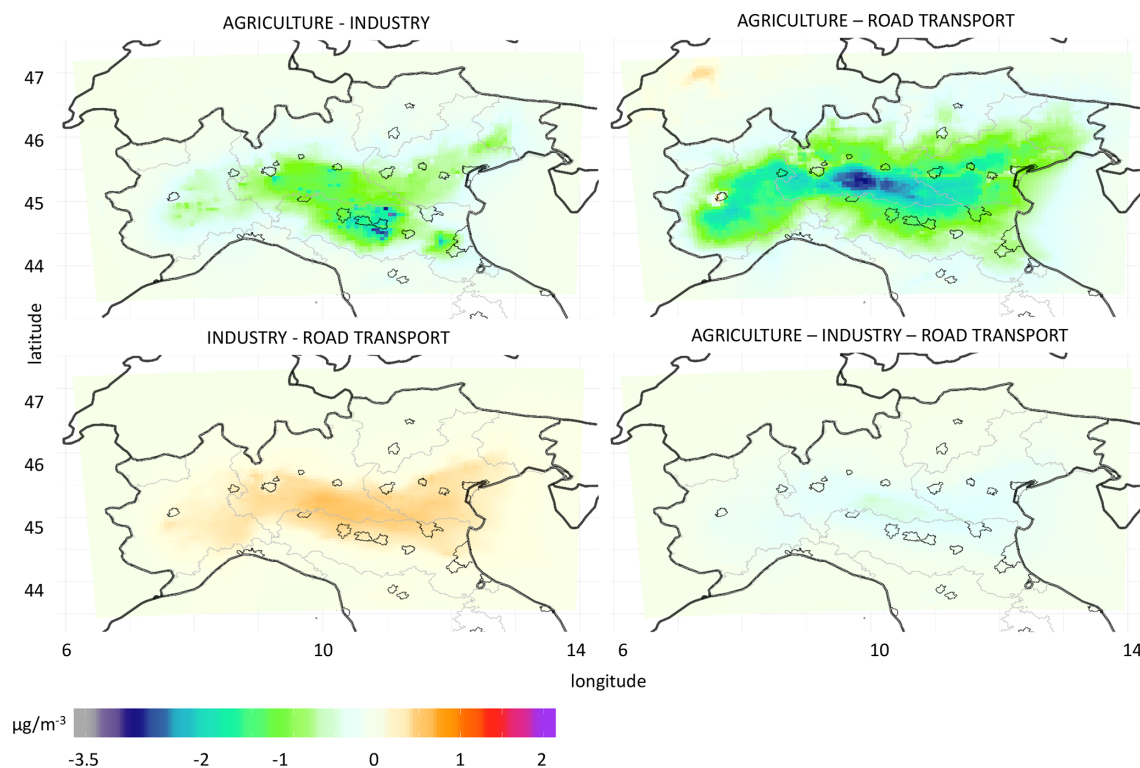 AGRICULTURE - INDUSTRY
AGRICULTURE – ROAD TRANSPORT
47
46
45
44
latitude
INDUSTRY - ROAD TRANSPORT
AGRICULTURE – INDUSTRY – ROAD TRANSPORT
47
46
45
44
6 10 14 6 10 14
longitude
µg/m-3
-3.5 -2 -1 0 1 2